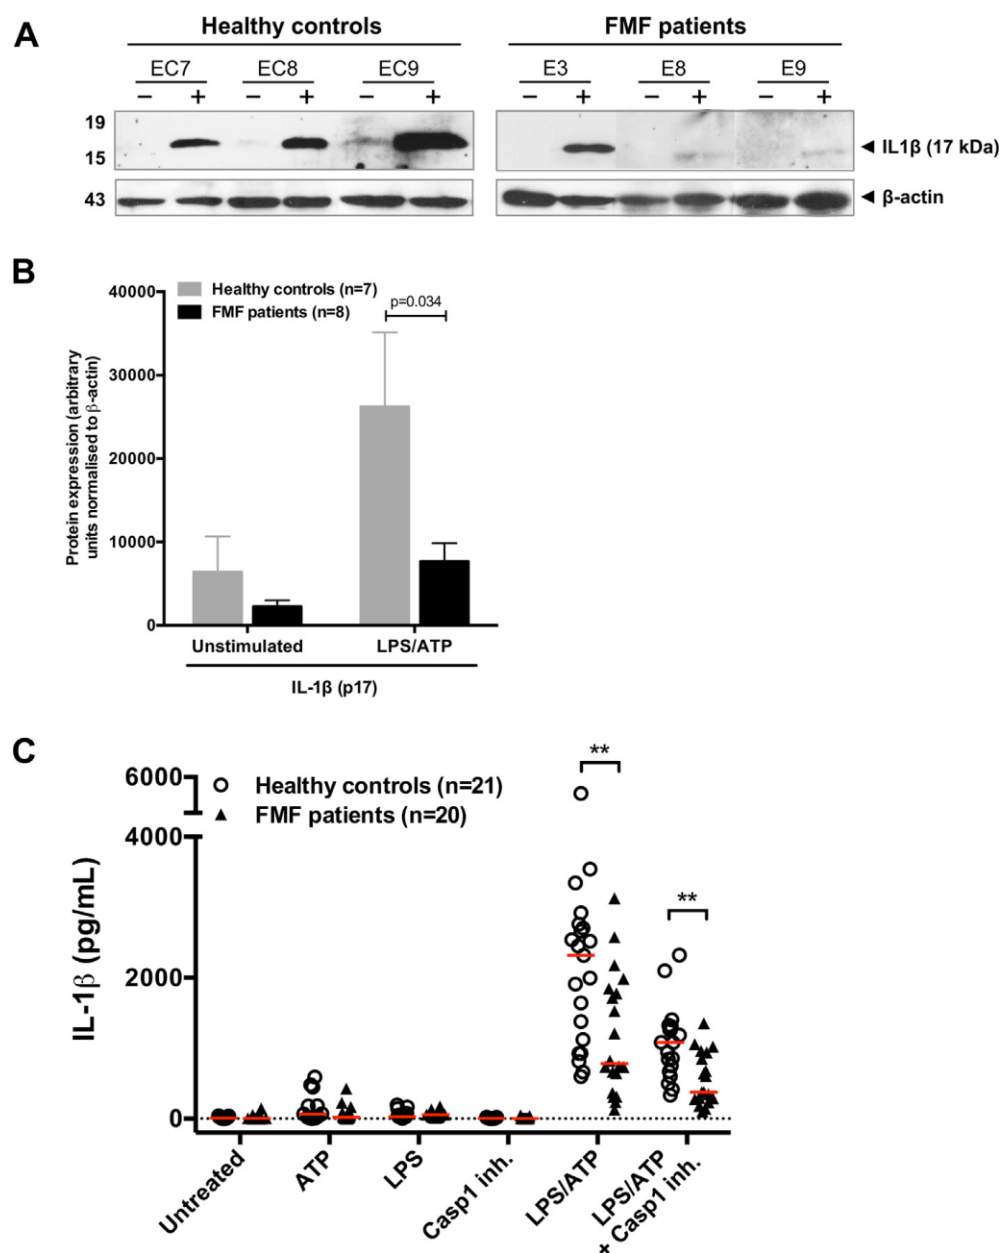 A
Healthy controls FMF patients
EC7 EC8 EC9 E3 E8 E9
− + − + − + − + − + − +
19
15
◄ IL1β (17 kDa)
43
◄ β-actin
B
Healthy controls (n=7)
FMF patients (n=8)
p=0.034
40000
30000
20000
10000
0
Protein expression (arbitrary
units normalised to β-actin)
Unstimulated LPS/ATP
IL-1β (p17)
C
Healthy controls (n=21)
FMF patients (n=20)
**
**
6000
4000
2000
0
IL-1β (pg/mL)
Untreated
ATP
LPS
Casp1 inh.
LPS/ATP
LPS/ATP
+ Casp1 inh.